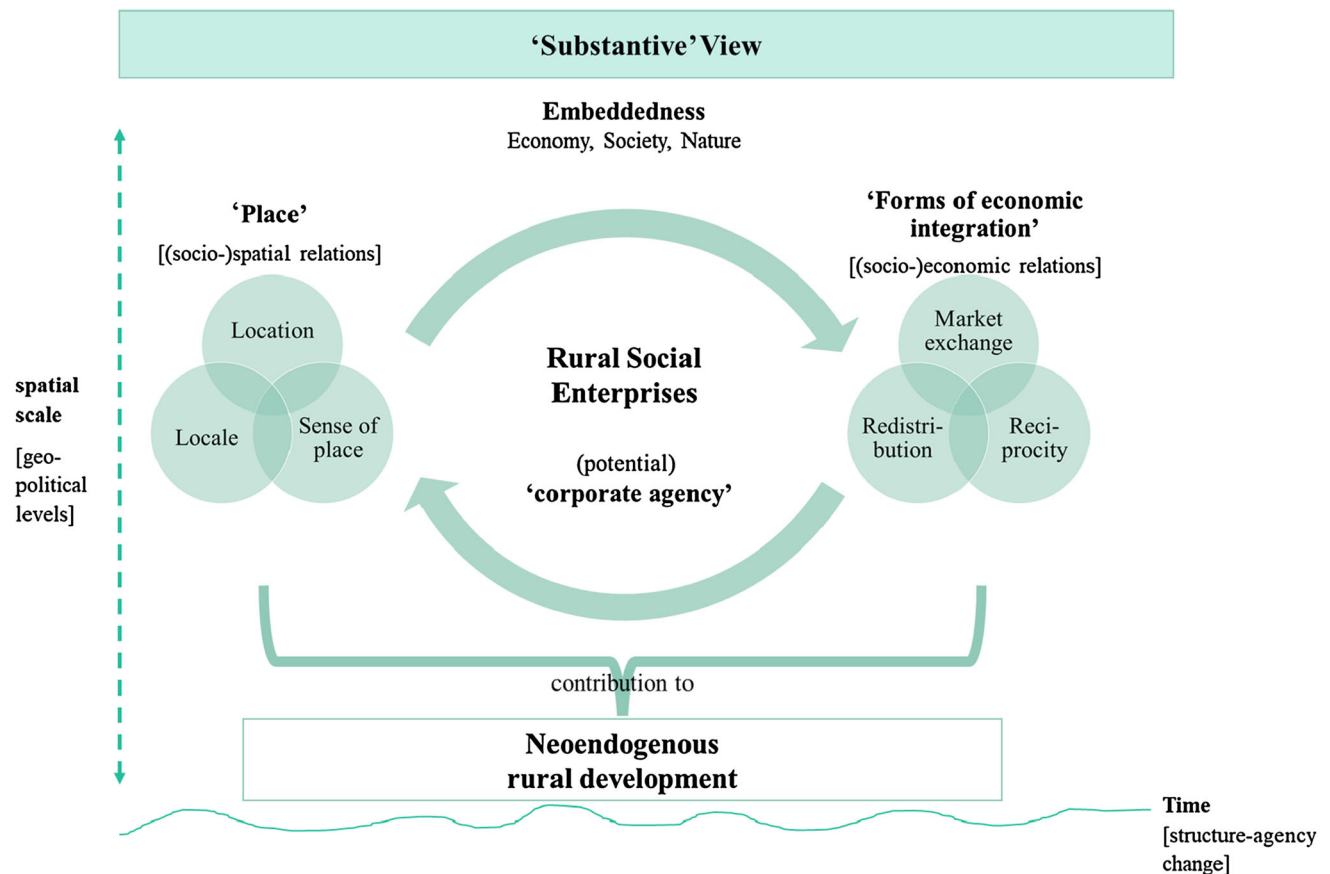 ‘Substantive’ View
Embeddedness
Economy, Society, Nature
‘Place’
[(socio-)spatial relations]
Location
Locale
Sense of
place
‘Forms of economic
integration’
[(socio-)economic relations]
Market
exchange
Redistri-
bution
Reci-
procity
Rural Social
Enterprises
(potential)
‘corporate agency’
spatial
scale
[geo-
political
levels]
contribution to
Neoendogenous
rural development
Time
[structure-agency
change]